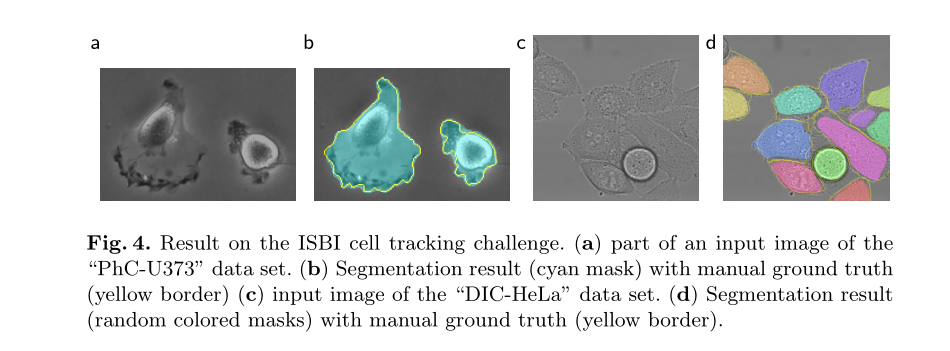 a b c d
Fig. 4. Result on the ISBI cell tracking challenge. (a) part of an input image of the
“PhC-U373” data set. (b) Segmentation result (cyan mask) with manual ground truth
(yellow border) (c) input image of the “DIC-HeLa” data set. (d) Segmentation result
(random colored masks) with manual ground truth (yellow border).